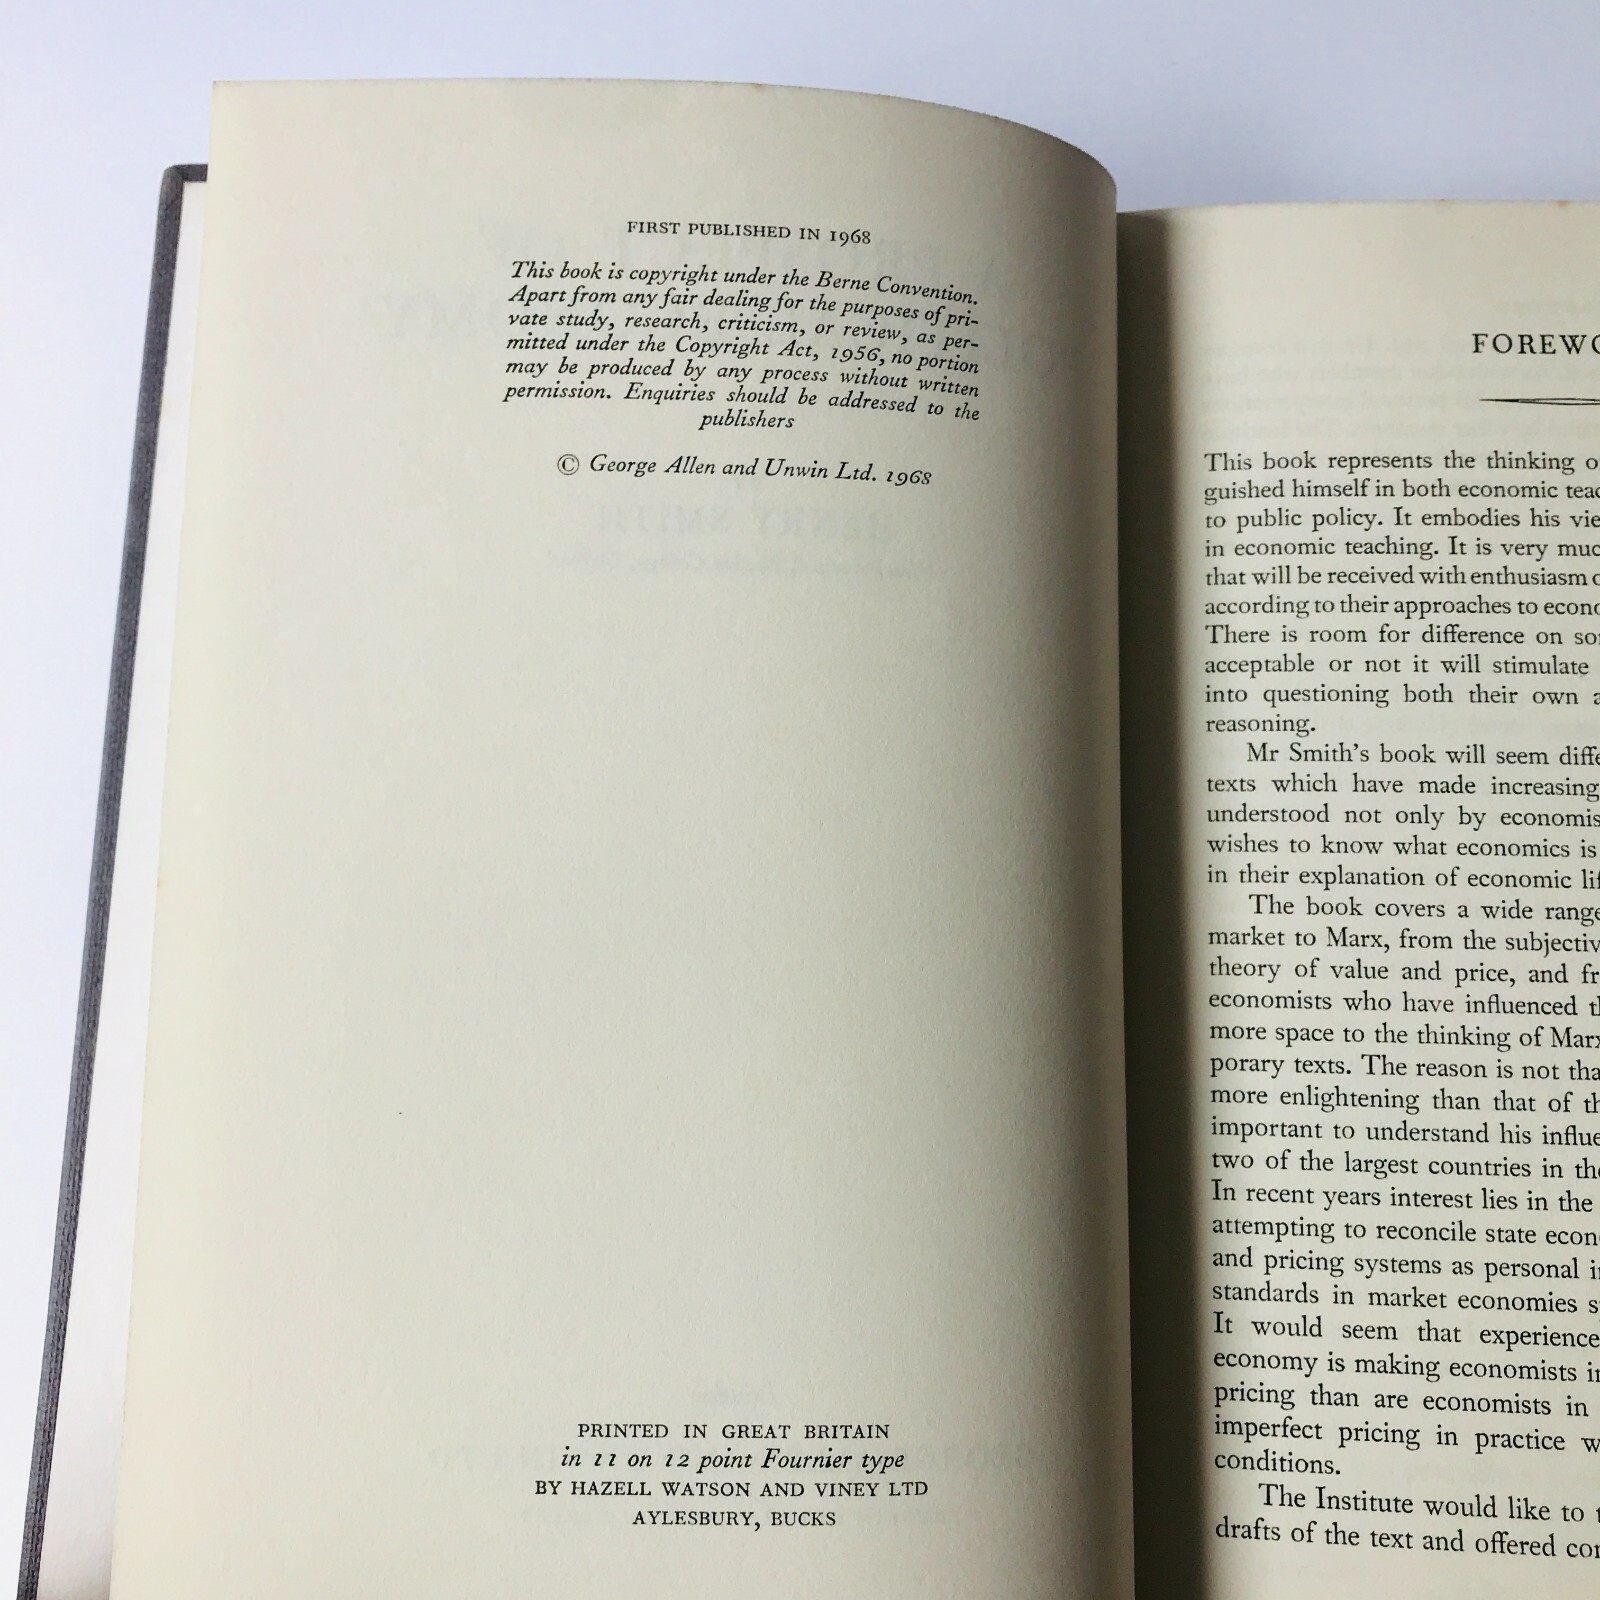 FIRST PUBLISHED IN 1968
This book is copyright under the Berne Convention.
Apart from any fair dealing for the purposes of pri-
vate study, research, criticism, or review, as per-
mitted under the Copyright Act, 1956, no portion
may be produced by any process without written
permission. Enquiries should be addressed to the
publishers
© George Allen and Unwin Ltd. 1968
PRINTED IN GREAT BRITAIN
in 11 on 12 point Fournier type
BY HAZELL WATSON AND VINEY LTD
AYLESBURY, BUCKS
FOREWO
This book represents the thinking o
guished himself in both economic teac
to public policy. It embodies his vie
in economic teaching. It is very muc
that will be received with enthusiasm
according to their approaches to econo
There is room for difference on so
acceptable or not it will stimulate
into questioning both their own a
reasoning.
Mr Smith's book will seem diffe
texts which have made increasing
understood not only by economis
wishes to know what economics is
in their explanation of economic li
The book covers a wide range
market to Marx, from the subjectiv
theory of value and price, and fr
economists who have influenced t
more space to the thinking of Marx
porary texts. The reason is not tha
more enlightening than that of th
important to understand his influe
two of the largest countries in the
In recent years interest lies in the
attempting to reconcile state econ
and pricing systems as personal i
standards in market economies s
It would seem that experience
economy is making economists in
pricing than are economists in
imperfect pricing in practice w
conditions.
The Institute would like to t
drafts of the text and offered co